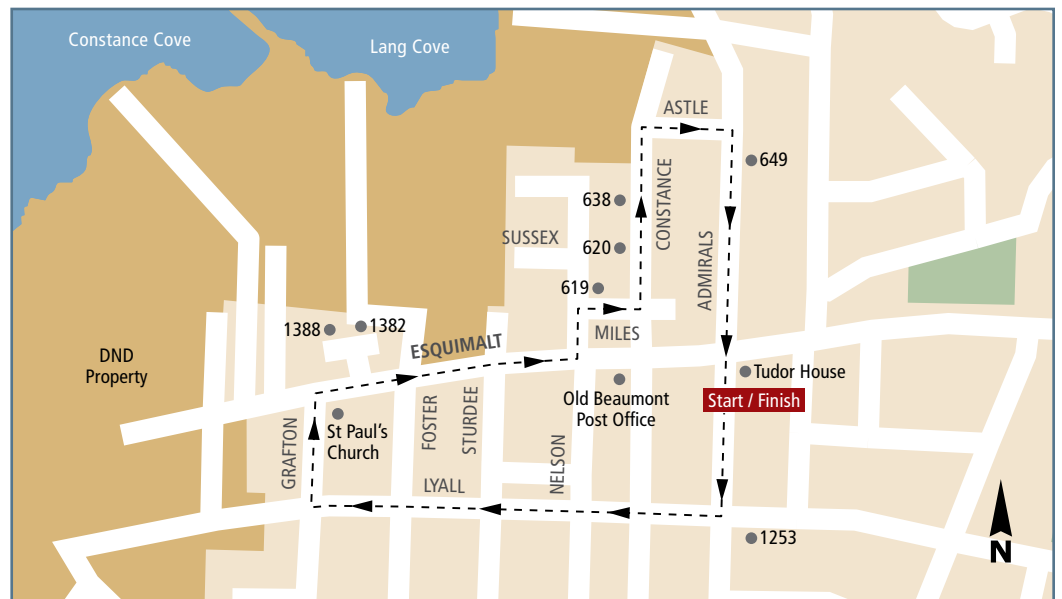 Constance Cove
Lang Cove
ASTLE
649
638
CONSTANCE
SUSSEX
620
ADMIRALS
619
MILES
1388
1382
ESQUIMALT
DND
Property
Tudor House
Start / Finish
Old Beaumont
Post Office
St Paul's
Church
GRAFTON
FOSTER
STURDEE
NELSON
LYALL
1253
N